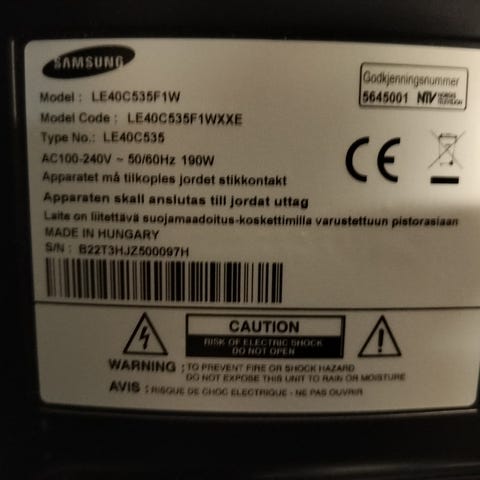 SAMSUNG
Godkjenningsnummer
5645001 NTV NORGES TELEVISJON
Model : LE40C535F1W
Model Code : LE40C535F1WXXE
Type No.: LE40C535
AC100-240V ~ 50/60Hz 190W
Apparatet må tilkoples jordet stikkontakt
Apparaten skall anslutas till jordat uttag
Laite on liitettävä suojamaadoitus-koskettimilla varustettuun pistorasiaan
MADE IN HUNGARY
S/N : B22T3HJZ500097H
CAUTION
RISK OF ELECTRIC SHOCK
DO NOT OPEN
WARNING : TO PREVENT FIRE OR SHOCK HAZARD
DO NOT EXPOSE THIS UNIT TO RAIN OR MOISTURE
AVIS : RISQUE DE CHOC ELECTRIQUE - NE PAS OUVRIR